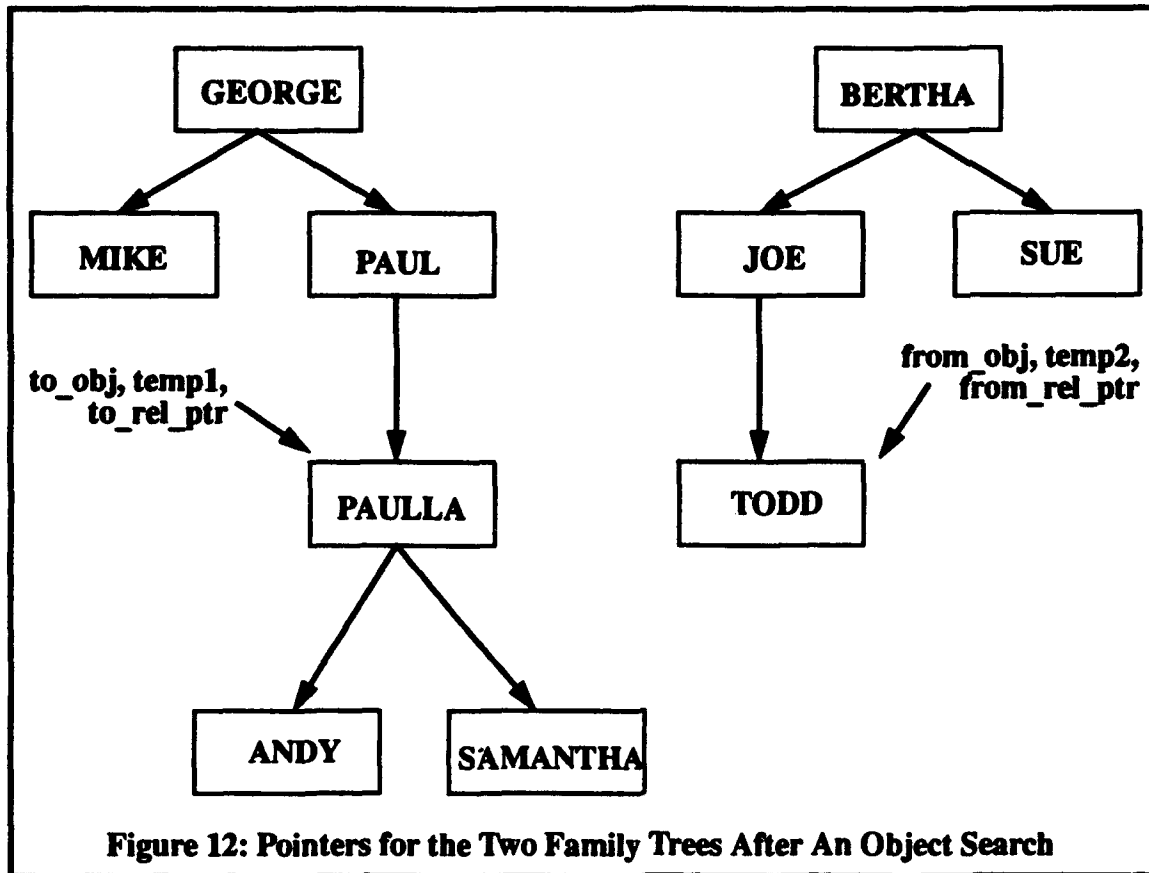 GEORGE
BERTHA
MIKE
PAUL
JOE
SUE
to_obj, temp1,
to_rel_ptr
from_obj, temp2,
from_rel_ptr
PAULLA
TODD
ANDY
SAMANTHA
Figure 12: Pointers for the Two Family Trees After An Object Search